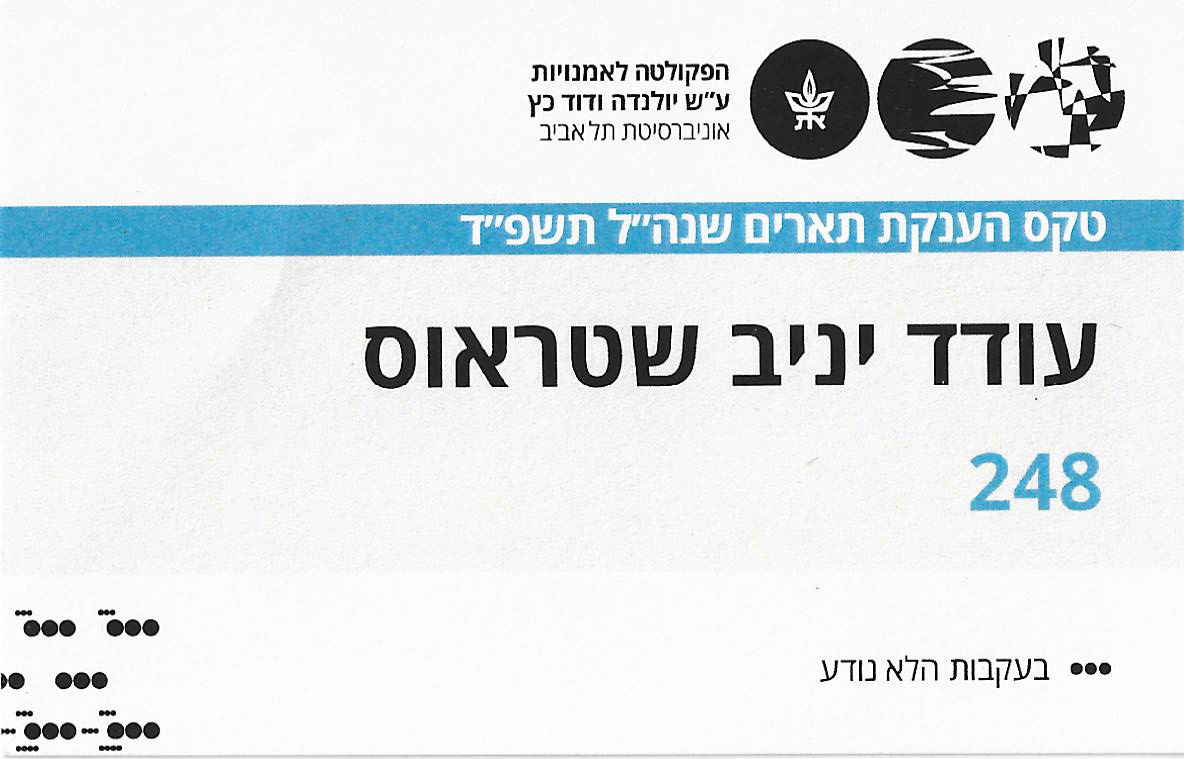 הפקולטה לאמנויות
ע"ש יולנדה ודוד כץ
אוניברסיטת תל אביב
טקס הענקת תארים שנה"ל תשפ"ד
עודד יניב שטראוס
248
בעקבות הלא נודע